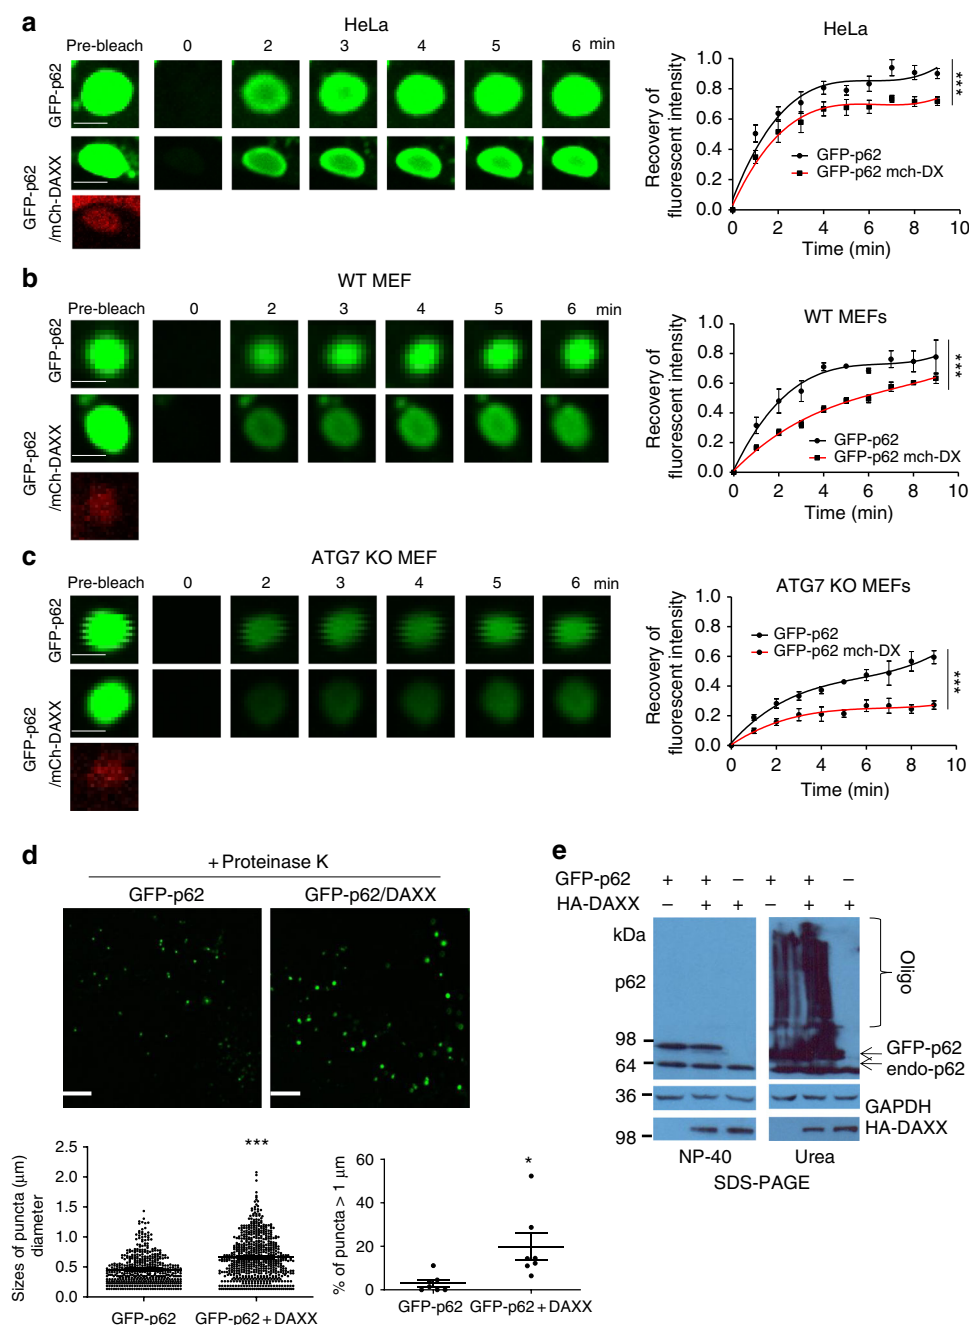 a
HeLa
Pre-bleach 0 2 3 4 5 6 min
GFP-p62
GFP-p62
/mCh-DAXX
HeLa
Recovery of
fluorescent intensity
1.0
0.8
0.6
0.4
0.2
0.0
***
GFP-p62
GFP-p62 mch-DX
0 2 4 6 8 10
Time (min)
b
WT MEF
Pre-bleach 0 2 3 4 5 6 min
GFP-p62
GFP-p62
/mCh-DAXX
WT MEFs
Recovery of
fluorescent intensity
1.0
0.8
0.6
0.4
0.2
0.0
***
GFP-p62
GFP-p62 mch-DX
0 2 4 6 8 10
Time (min)
c
ATG7 KO MEF
Pre-bleach 0 2 3 4 5 6 min
GFP-p62
GFP-p62
/mCh-DAXX
ATG7 KO MEFs
Recovery of
fluorescent intensity
1.0
0.8
0.6
0.4
0.2
0.0
***
GFP-p62
GFP-p62 mch-DX
0 2 4 6 8 10
Time (min)
d
+ Proteinase K
GFP-p62 GFP-p62/DAXX
Sizes of puncta (μm)
diameter
2.5
2.0
1.5
1.0
0.5
0.0
***
GFP-p62 GFP-p62 + DAXX
% of puncta > 1 μm
60
40
20
0
*
GFP-p62 GFP-p62 + DAXX
e
GFP-p62 + + − + + −
HA-DAXX − + + − + +
kDa
p62
98
64
36
98
Oligo
GFP-p62
endo-p62
GAPDH
HA-DAXX
NP-40 Urea
SDS-PAGE